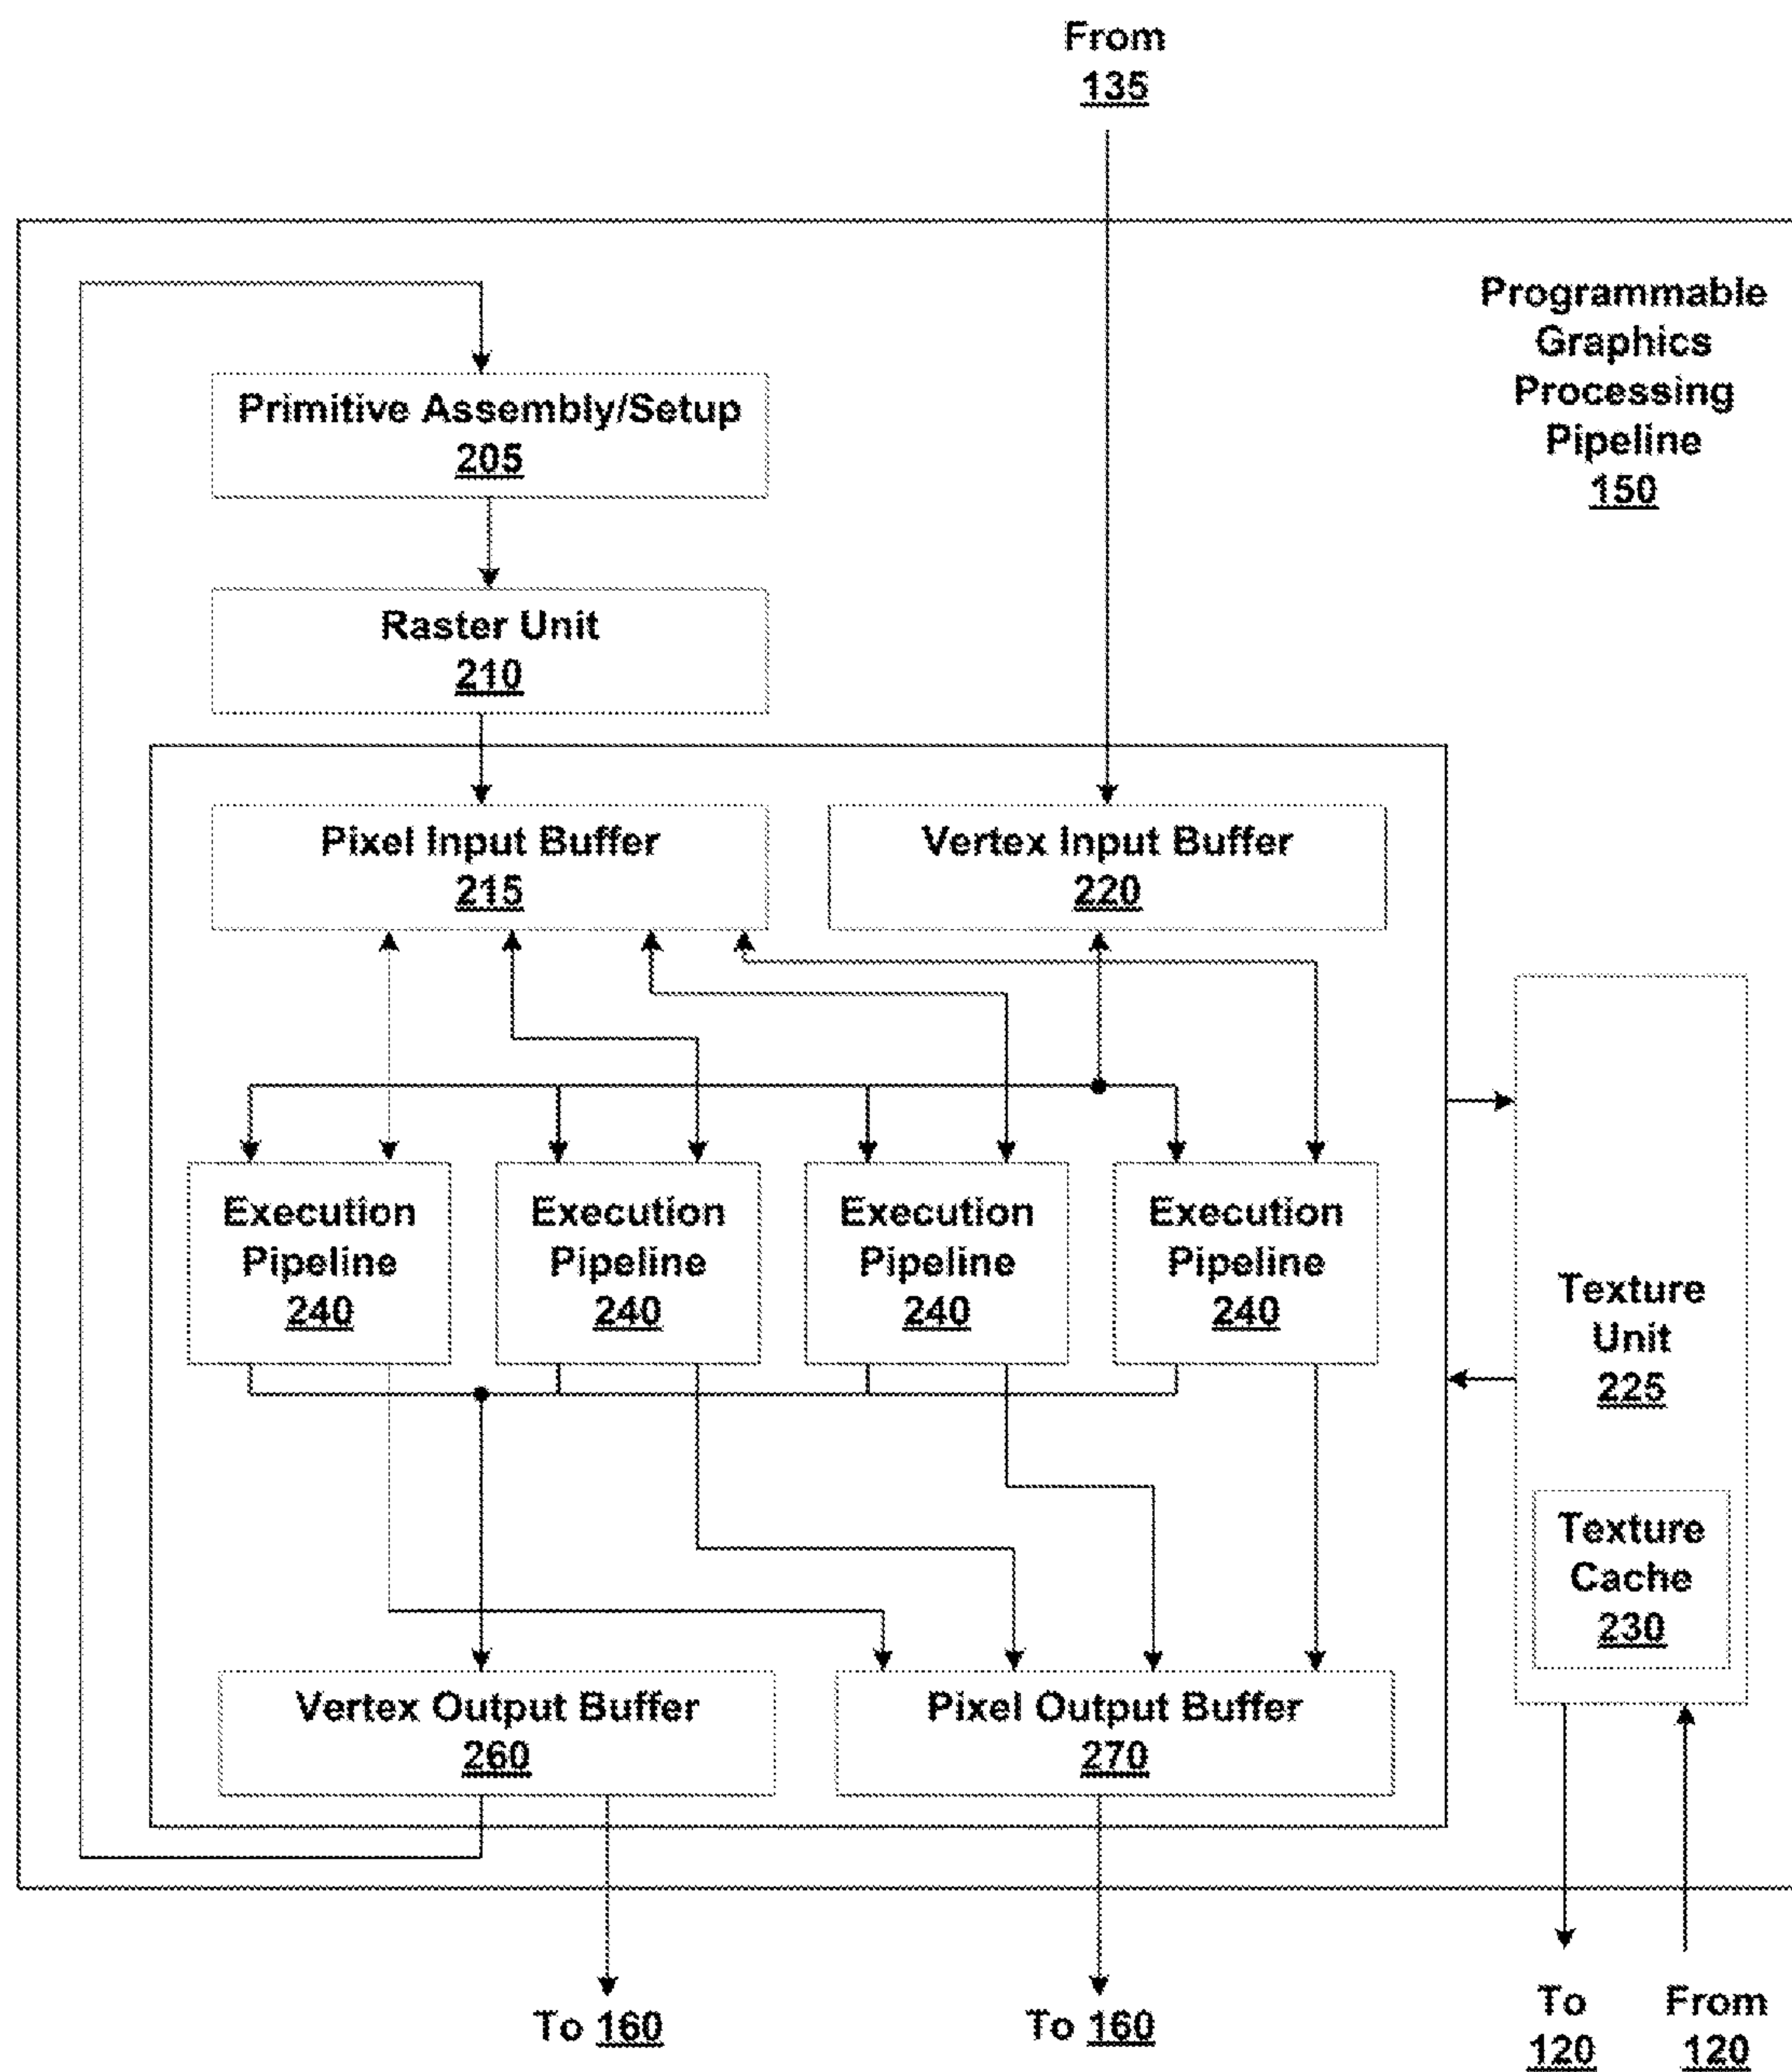 From
135
Programmable
Graphics
Processing
Pipeline
150
Primitive Assembly/Setup
205
Raster Unit
210
Pixel Input Buffer
215
Vertex Input Buffer
220
Execution
Pipeline
240
Execution
Pipeline
240
Execution
Pipeline
240
Execution
Pipeline
240
Texture
Unit
225
Texture
Cache
230
Vertex Output Buffer
260
Pixel Output Buffer
270
To 160
To 160
To
120
From
120